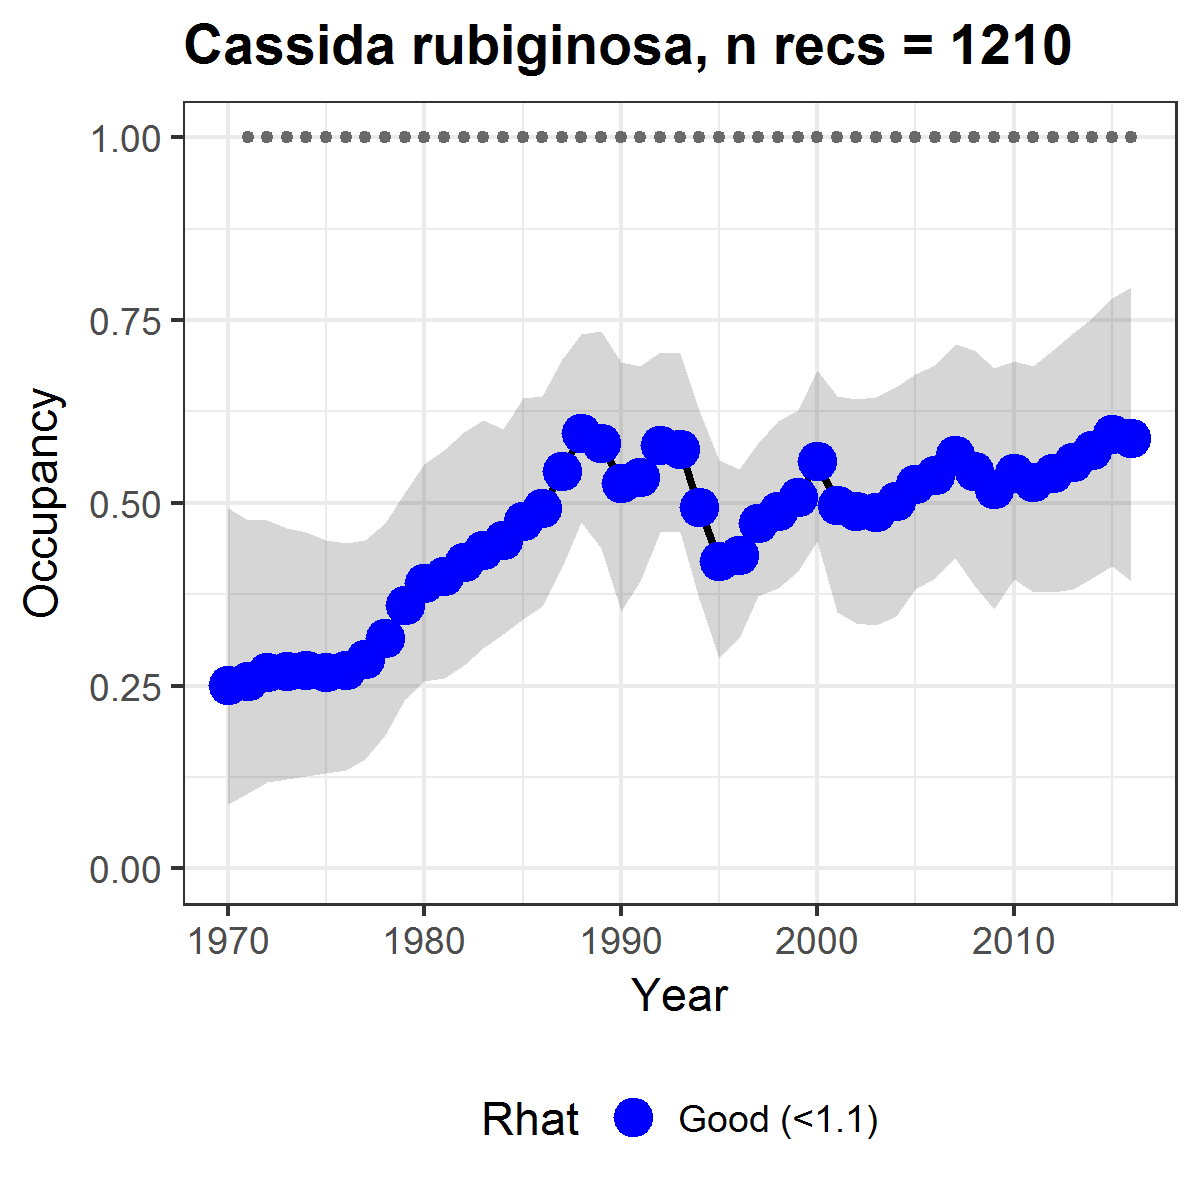 Cassida rubiginosa, n recs = 1210
1.00
0.75
0.50
0.25
0.00
Occupancy
1970 1980 1990 2000 2010
Year
Rhat Good (<1.1)